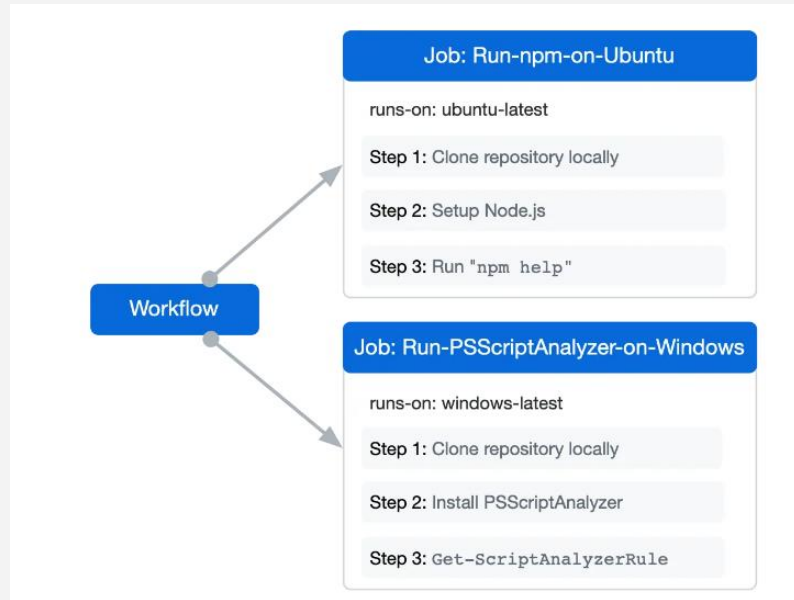 Job: Run-npm-on-Ubuntu
runs-on: ubuntu-latest
Step 1: Clone repository locally
Step 2: Setup Node.js
Step 3: Run "npm help"
Workflow
Job: Run-PSScriptAnalyzer-on-Windows
runs-on: windows-latest
Step 1: Clone repository locally
Step 2: Install PSScriptAnalyzer
Step 3: Get-ScriptAnalyzerRule